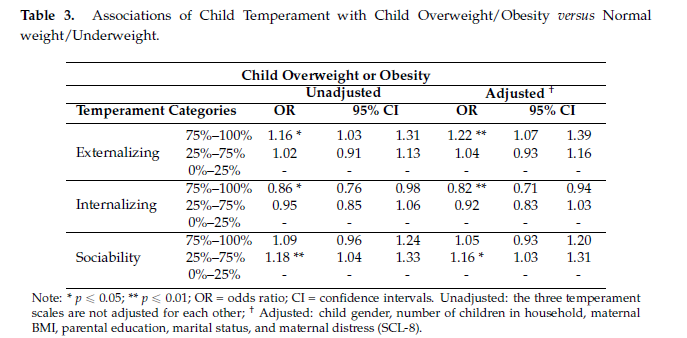 Table 3. Associations of Child Temperament with Child Overweight/Obesity versus Normal
weight/Underweight.
Child Overweight or Obesity
Unadjusted Adjusted †
Temperament Categories OR 95% CI OR 95% CI
75%–100% 1.16 * 1.03 1.31 1.22 ** 1.07 1.39
Externalizing 25%–75% 1.02 0.91 1.13 1.04 0.93 1.16
0%–25% - - - - - -
75%–100% 0.86 * 0.76 0.98 0.82 ** 0.71 0.94
Internalizing 25%–75% 0.95 0.85 1.06 0.92 0.83 1.03
0%–25% - - - - - -
75%–100% 1.09 0.96 1.24 1.05 0.93 1.20
Sociability 25%–75% 1.18 ** 1.04 1.33 1.16 * 1.03 1.31
0%–25% - - - - - -
Note: * p ⩽ 0.05; ** p ⩽ 0.01; OR = odds ratio; CI = confidence intervals. Unadjusted: the three temperament
scales are not adjusted for each other; † Adjusted: child gender, number of children in household, maternal
BMI, parental education, marital status, and maternal distress (SCL-8).